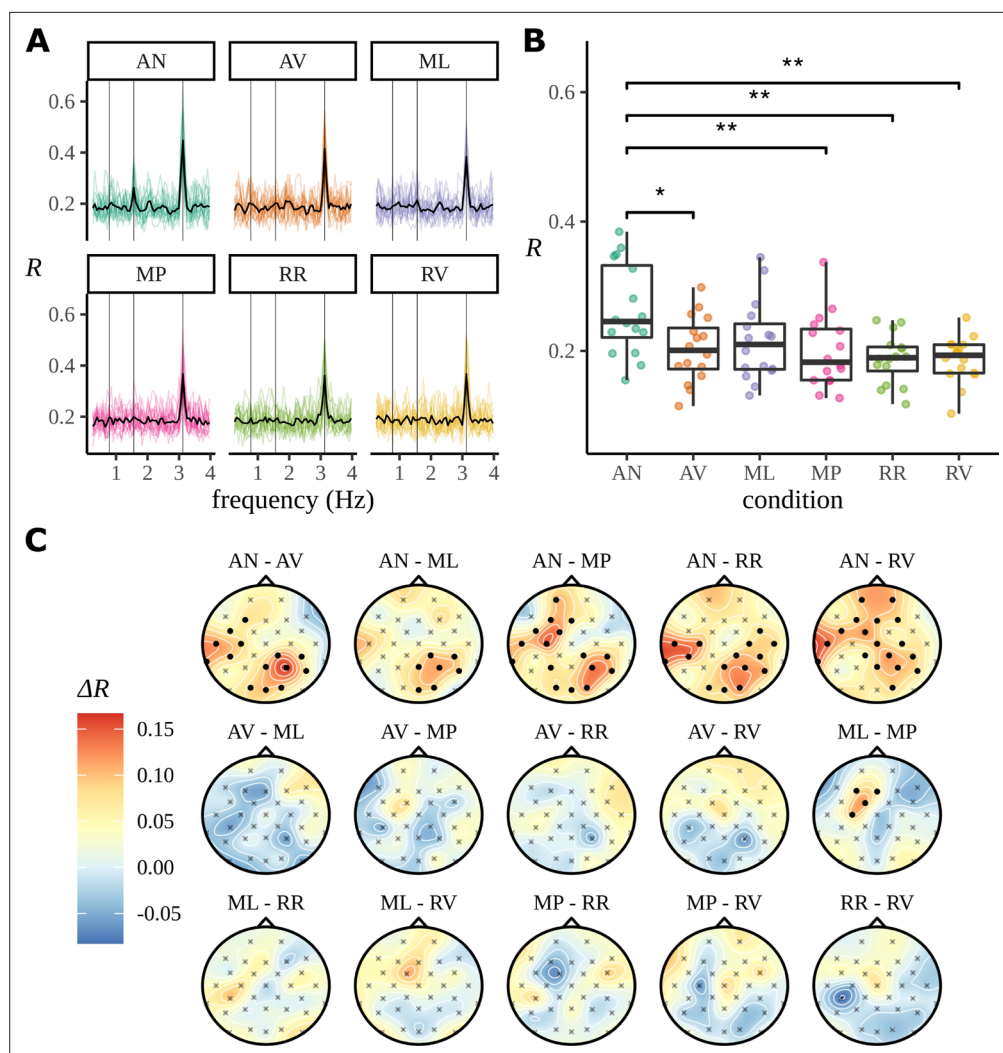 A
AN AV ML
0.6
0.4
0.2
R
MP RR RV
0.6
0.4
0.2
1 2 3 4 1 2 3 4 1 2 3 4
frequency (Hz)
B
**
0.6
**
**
*
0.4
R
0.2
AN AV ML MP RR RV
condition
C
AN - AV AN - ML AN - MP AN - RR AN - RV
ΔR
0.15
0.10
0.05
0.00
-0.05
AV - ML AV - MP AV - RR AV - RV ML - MP
ML - RR ML - RV MP - RR MP - RV RR - RV